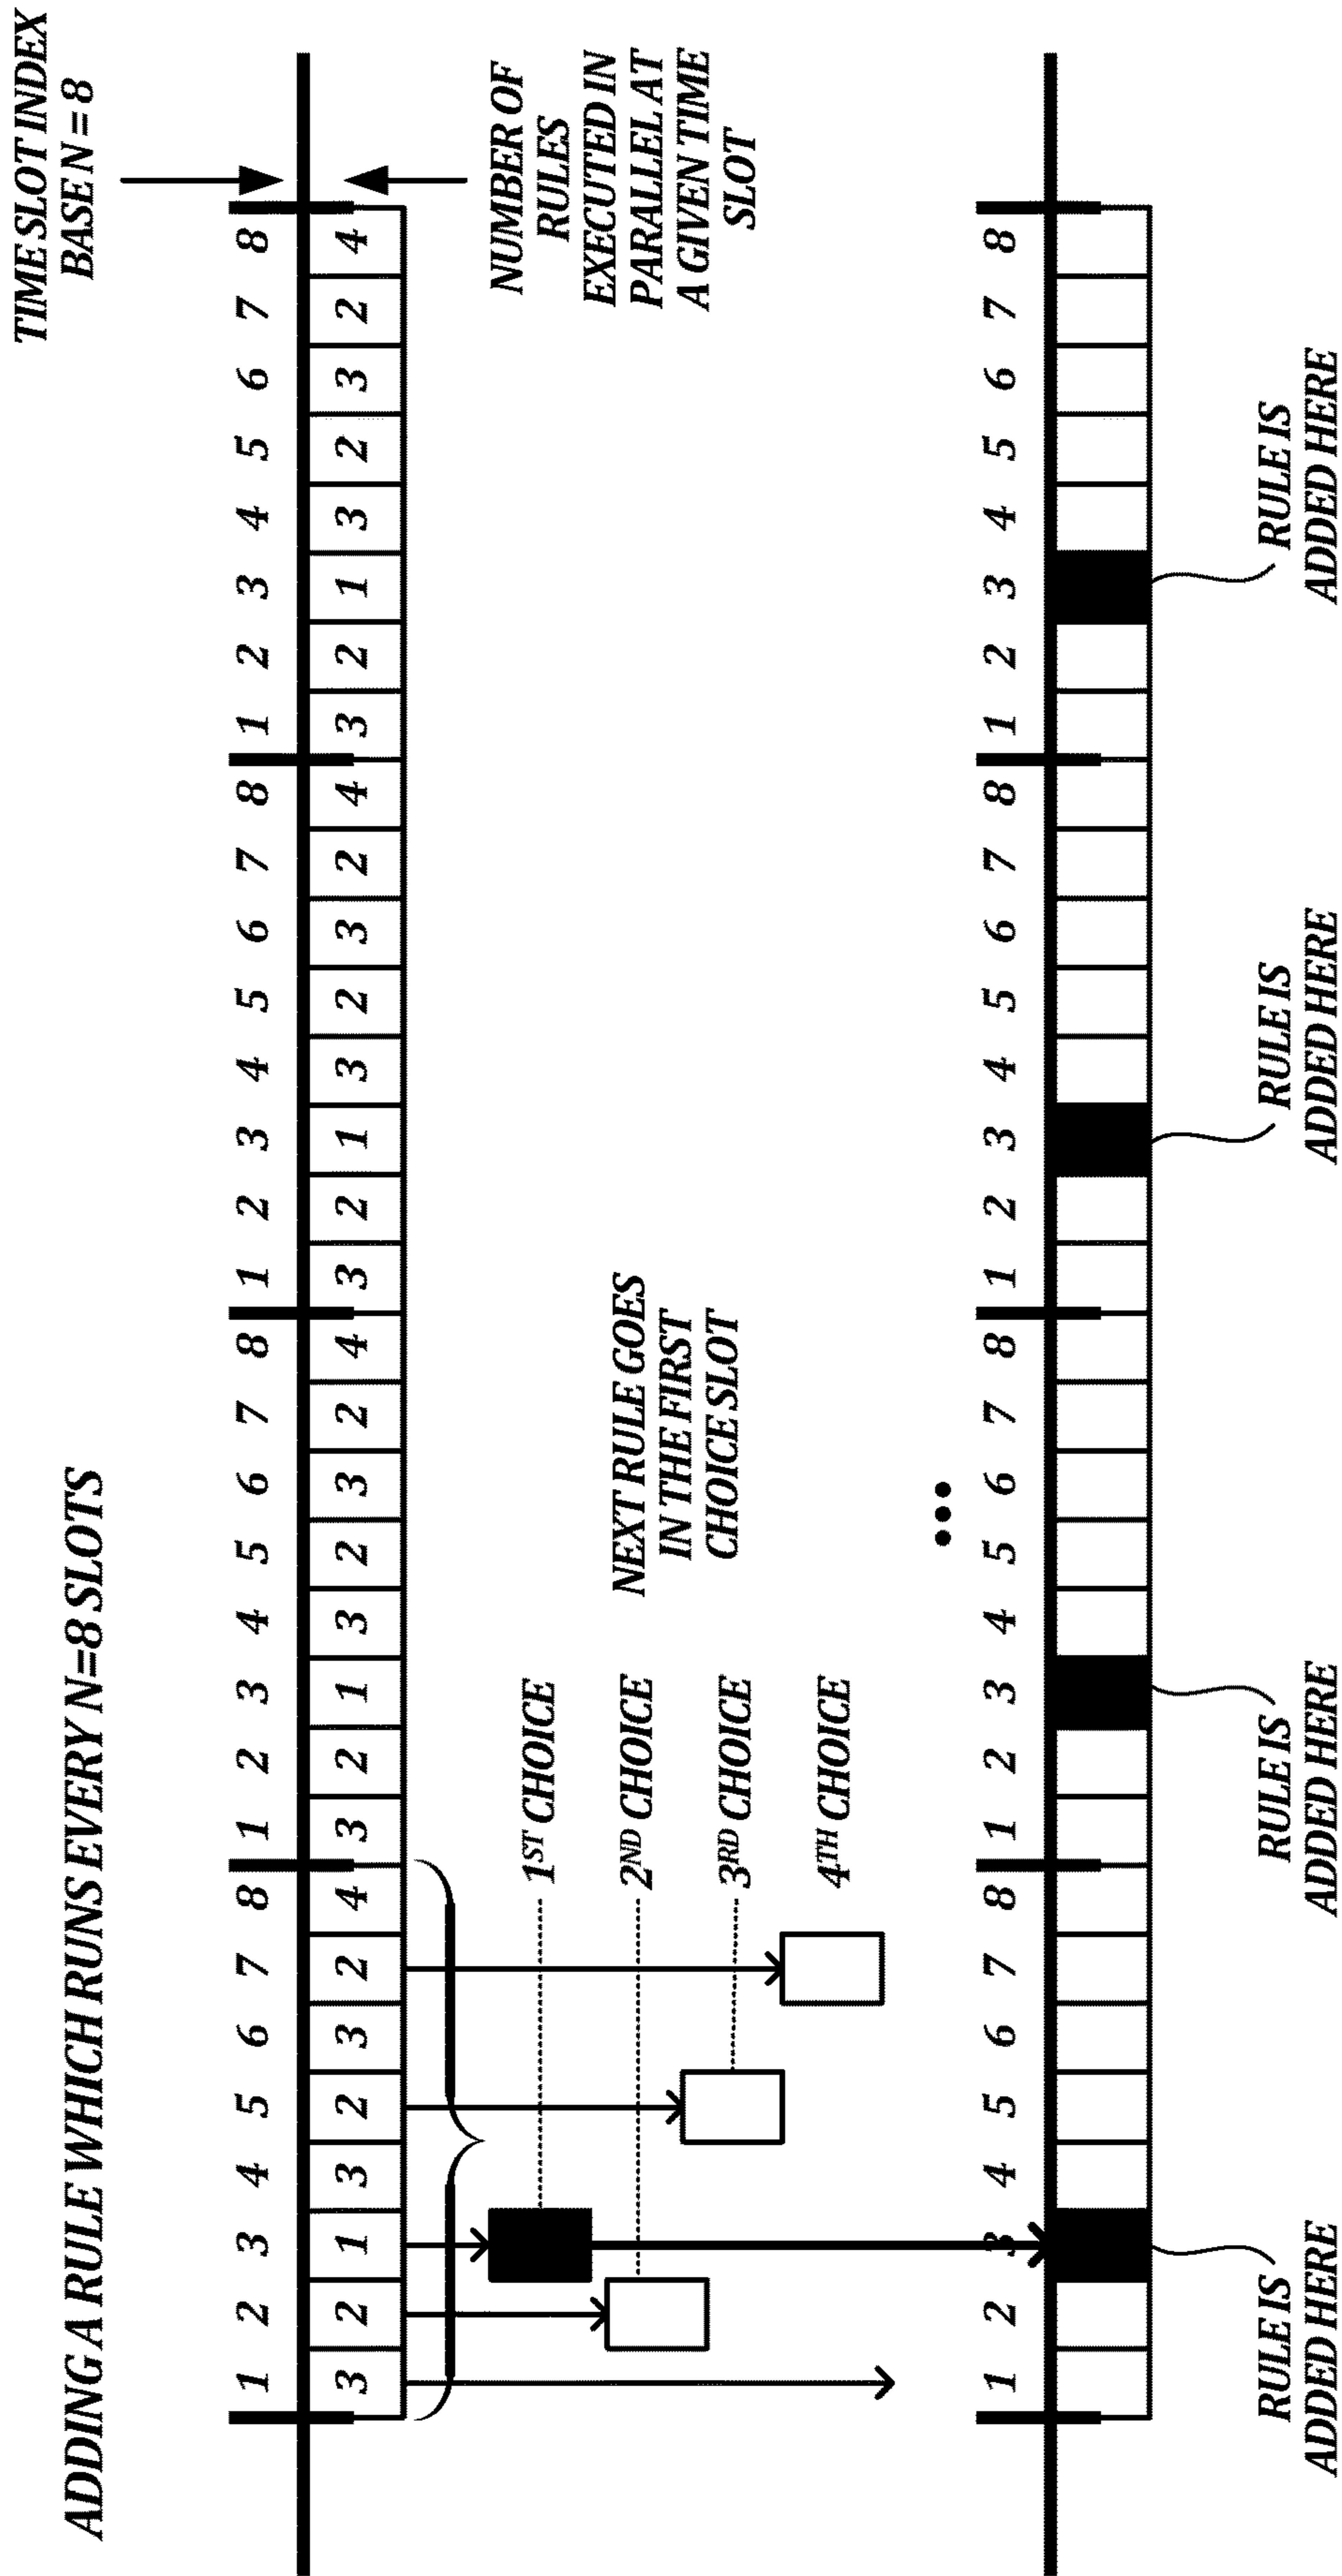 ADDING A RULE WHICH RUNS EVERY N=8 SLOTS
TIME SLOT INDEX
BASE N = 8
1 2 3 4 5 6 7 8 1 2 3 4 5 6 7 8 1 2 3 4 5 6 7 8 1 2 3 4 5 6 7 8
3 2 1 3 2 3 2 4 3 2 1 3 2 3 2 4 3 2 1 3 2 3 2 4 3 2 1 3 2 3 2 4
NUMBER OF
RULES
EXECUTED IN
PARALLEL AT
A GIVEN TIME
SLOT
1ST CHOICE
2ND CHOICE
3RD CHOICE
4TH CHOICE
NEXT RULE GOES
IN THE FIRST
CHOICE SLOT
1 2 3 4 5 6 7 8 1 2 3 4 5 6 7 8 1 2 3 4 5 6 7 8 1 2 3 4 5 6 7 8
RULE IS
ADDED HERE
RULE IS
ADDED HERE
RULE IS
ADDED HERE
RULE IS
ADDED HERE